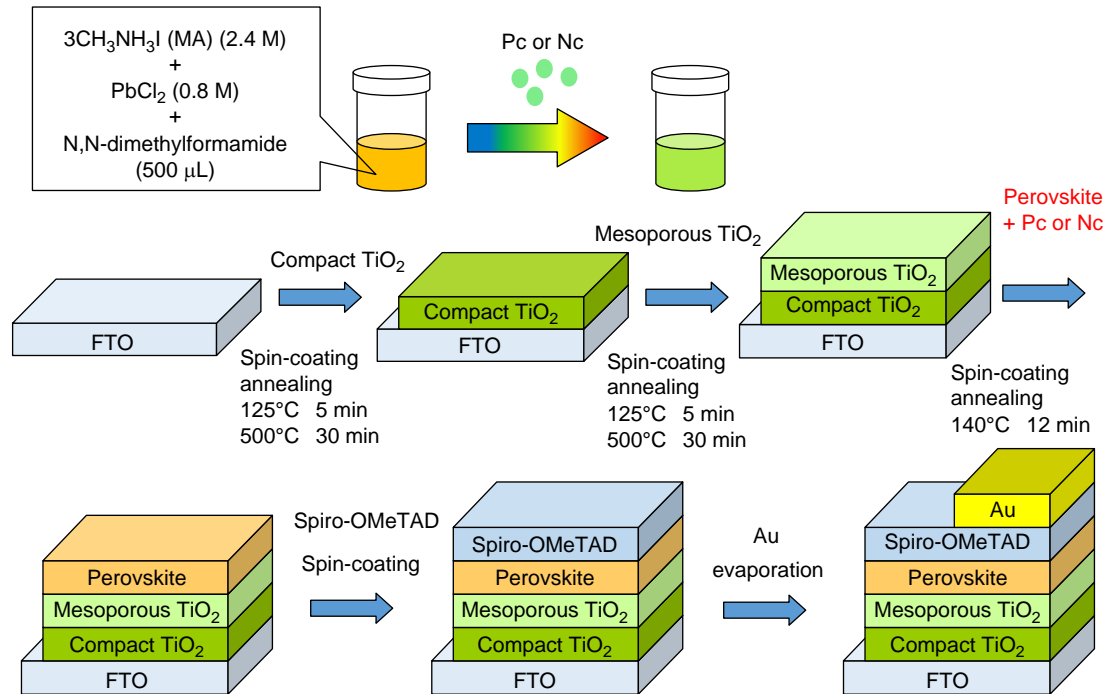 3CH₃NH₃I (MA) (2.4 M)
+
PbCl₂ (0.8 M)
+
N,N-dimethylformamide
(500 μL)
Pc or Nc
FTO
Compact TiO₂
Spin-coating
annealing
125°C 5 min
500°C 30 min
Compact TiO₂
FTO
Mesoporous TiO₂
Spin-coating
annealing
125°C 5 min
500°C 30 min
Mesoporous TiO₂
Compact TiO₂
FTO
Perovskite
+ Pc or Nc
Spin-coating
annealing
140°C 12 min
Perovskite
Mesoporous TiO₂
Compact TiO₂
FTO
Spiro-OMeTAD
Spin-coating
Spiro-OMeTAD
Perovskite
Mesoporous TiO₂
Compact TiO₂
FTO
Au
evaporation
Au
Spiro-OMeTAD
Perovskite
Mesoporous TiO₂
Compact TiO₂
FTO